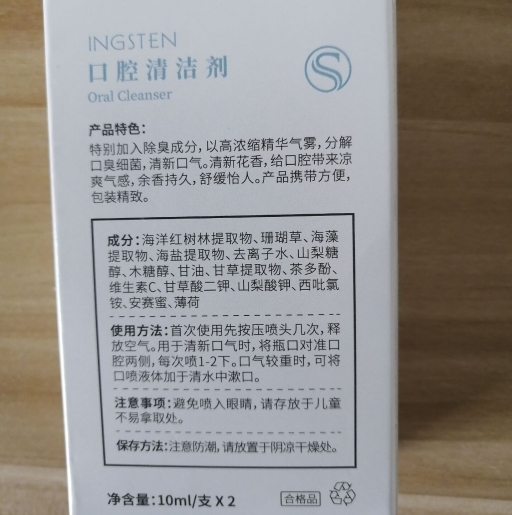 INGSTEN
口腔清洁剂
Oral Cleanser
产品特色：
特别加入除臭成分，以高浓缩精华气雾，分解
口臭细菌，清新口气。清新花香，给口腔带来凉
爽气感，余香持久，舒缓怡人。产品携带方便，
包装精致。
成分：海洋红树林提取物、珊瑚草、海藻
提取物、海盐提取物、去离子水、山梨糖
醇、木糖醇、甘油、甘草提取物、茶多酚、
维生素C、甘草酸二钾、山梨酸钾、西吡氯
铵、安赛蜜、薄荷
使用方法：首次使用先按压喷头几次，释
放空气。用于清新口气时，将瓶口对准口
腔两侧，每次喷1-2下。口气较重时，可将
口喷液体加于清水中漱口。
注意事项：避免喷入眼睛，请存放于儿童
不易拿取处。
保存方法：注意防潮，请放置于阴凉干燥处。
净含量：10ml/支 X 2
合格品